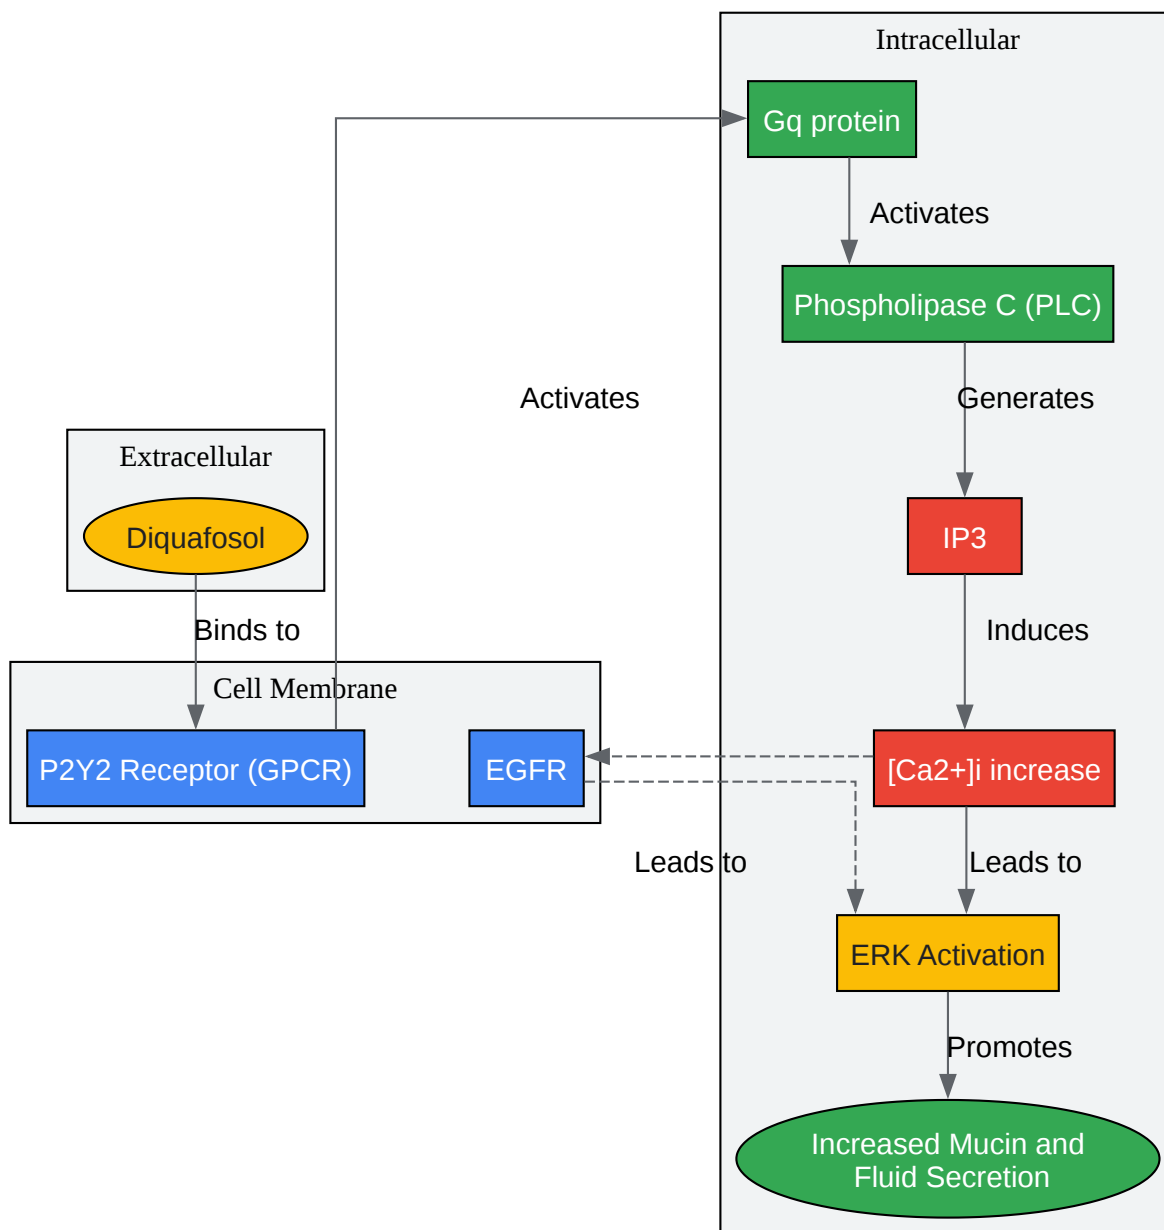 Intracellular
Gq protein
Activates
Phospholipase C (PLC)
Activates
Generates
Extracellular
Diquafosol
IP3
Binds to
Induces
Cell Membrane
P2Y2 Receptor (GPCR)
EGFR
[Ca2+]i increase
Leads to
Leads to
ERK Activation
Promotes
Increased Mucin and
Fluid Secretion